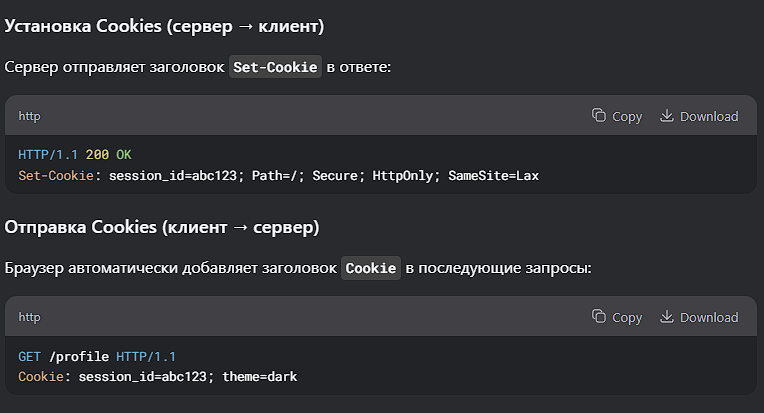 Установка Cookies (сервер → клиент)
Сервер отправляет заголовок Set-Cookie в ответе:
http Copy Download
HTTP/1.1 200 OK
Set-Cookie: session_id=abc123; Path=/; Secure; HttpOnly; SameSite=Lax
Отправка Cookies (клиент → сервер)
Браузер автоматически добавляет заголовок Cookie в последующие запросы:
http Copy Download
GET /profile HTTP/1.1
Cookie: session_id=abc123; theme=dark